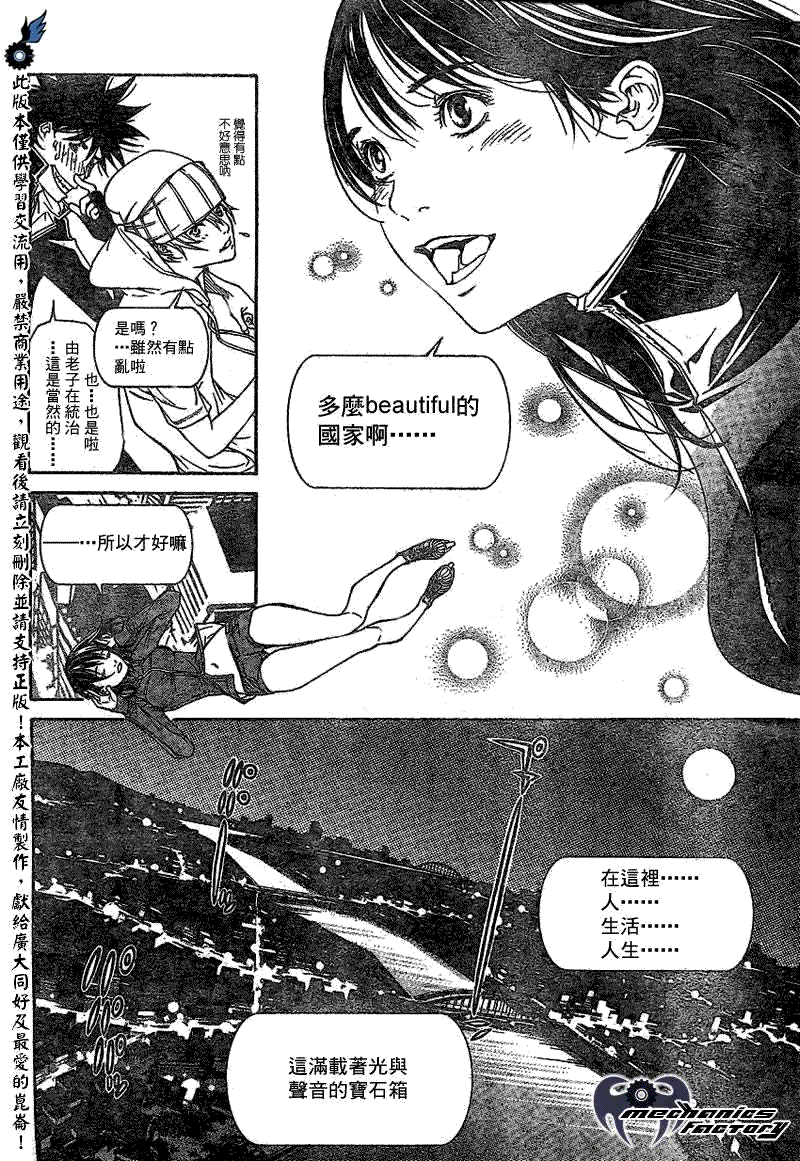 多麼beautiful的
國家啊……
覺得有點
不好意思吶
是嗎？
…雖然有點
亂啦
也…也是啦
由老子在統治
…這是當然的……
——…所以才好嘛
在這裡……
人……
生活……
人生……
這滿載著光與
聲音的寶石箱
此版本僅供學習交流用，嚴禁商業用途，觀看後請立刻刪除並請支持正版！本工廠友情製作，獻給廣大同好及最愛的崑崙！
mechanics
Factory